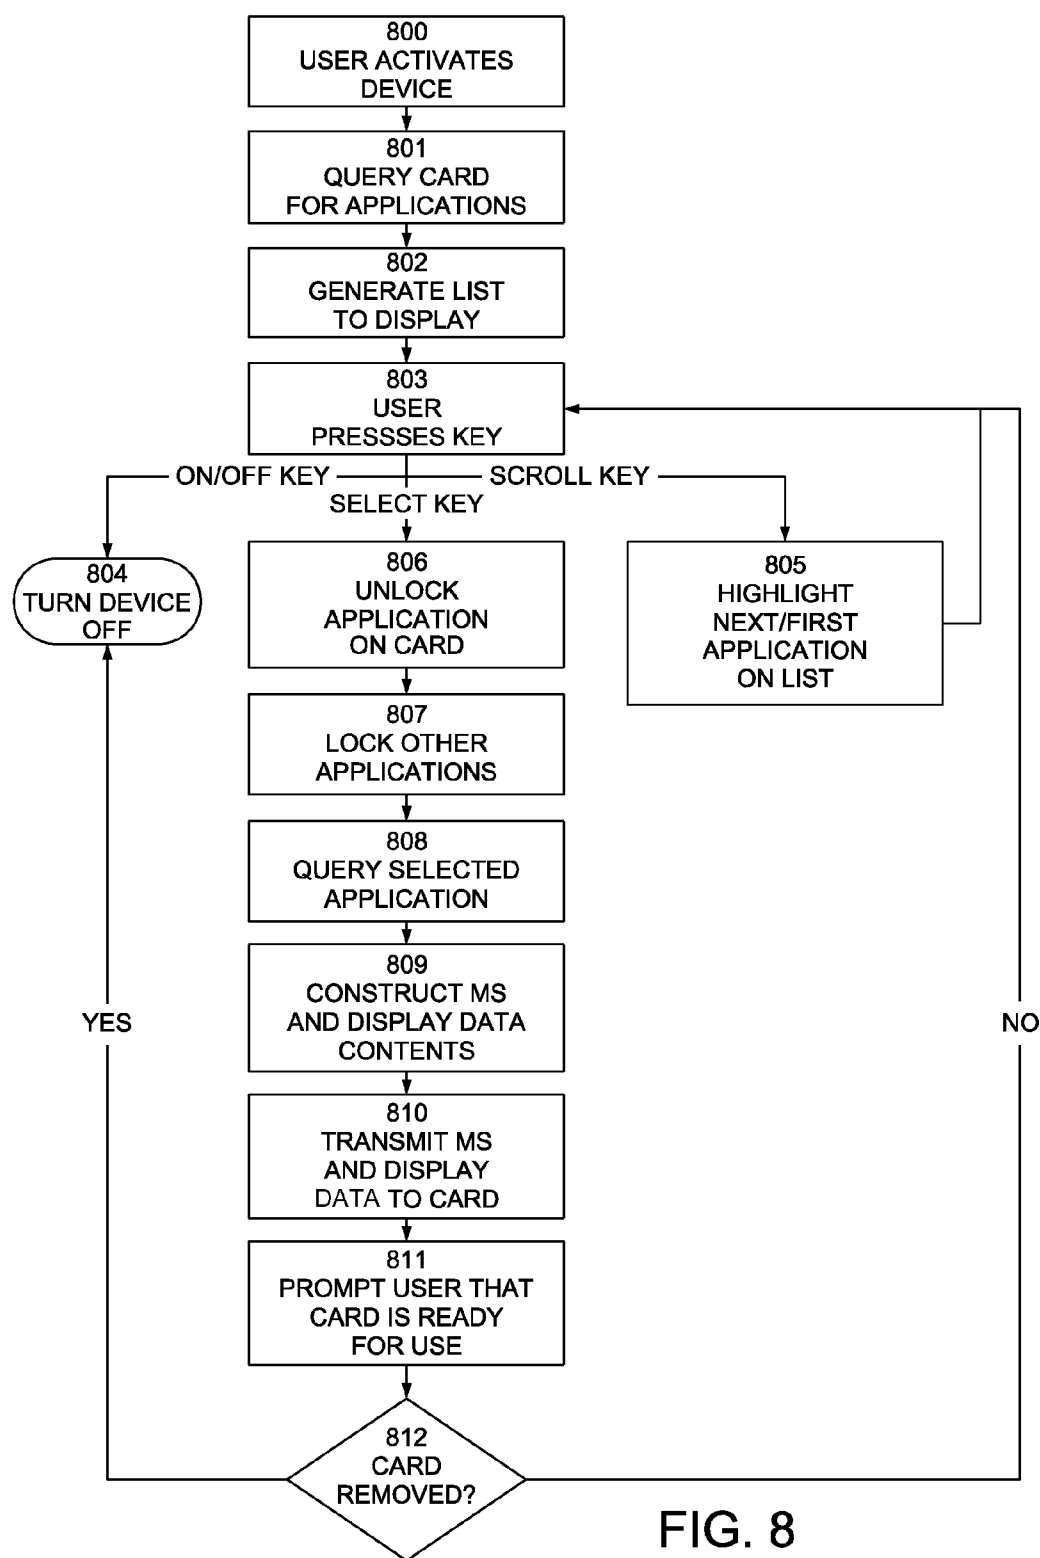 800
USER ACTIVATES
DEVICE
801
QUERY CARD
FOR APPLICATIONS
802
GENERATE LIST
TO DISPLAY
803
USER
PRESSSES KEY
ON/OFF KEY
SCROLL KEY
SELECT KEY
804
TURN DEVICE
OFF
806
UNLOCK
APPLICATION
ON CARD
805
HIGHLIGHT
NEXT/FIRST
APPLICATION
ON LIST
807
LOCK OTHER
APPLICATIONS
808
QUERY SELECTED
APPLICATION
809
CONSTRUCT MS
AND DISPLAY DATA
CONTENTS
YES
NO
810
TRANSMIT MS
AND DISPLAY
DATA TO CARD
811
PROMPT USER THAT
CARD IS READY
FOR USE
812
CARD
REMOVED?
FIG. 8